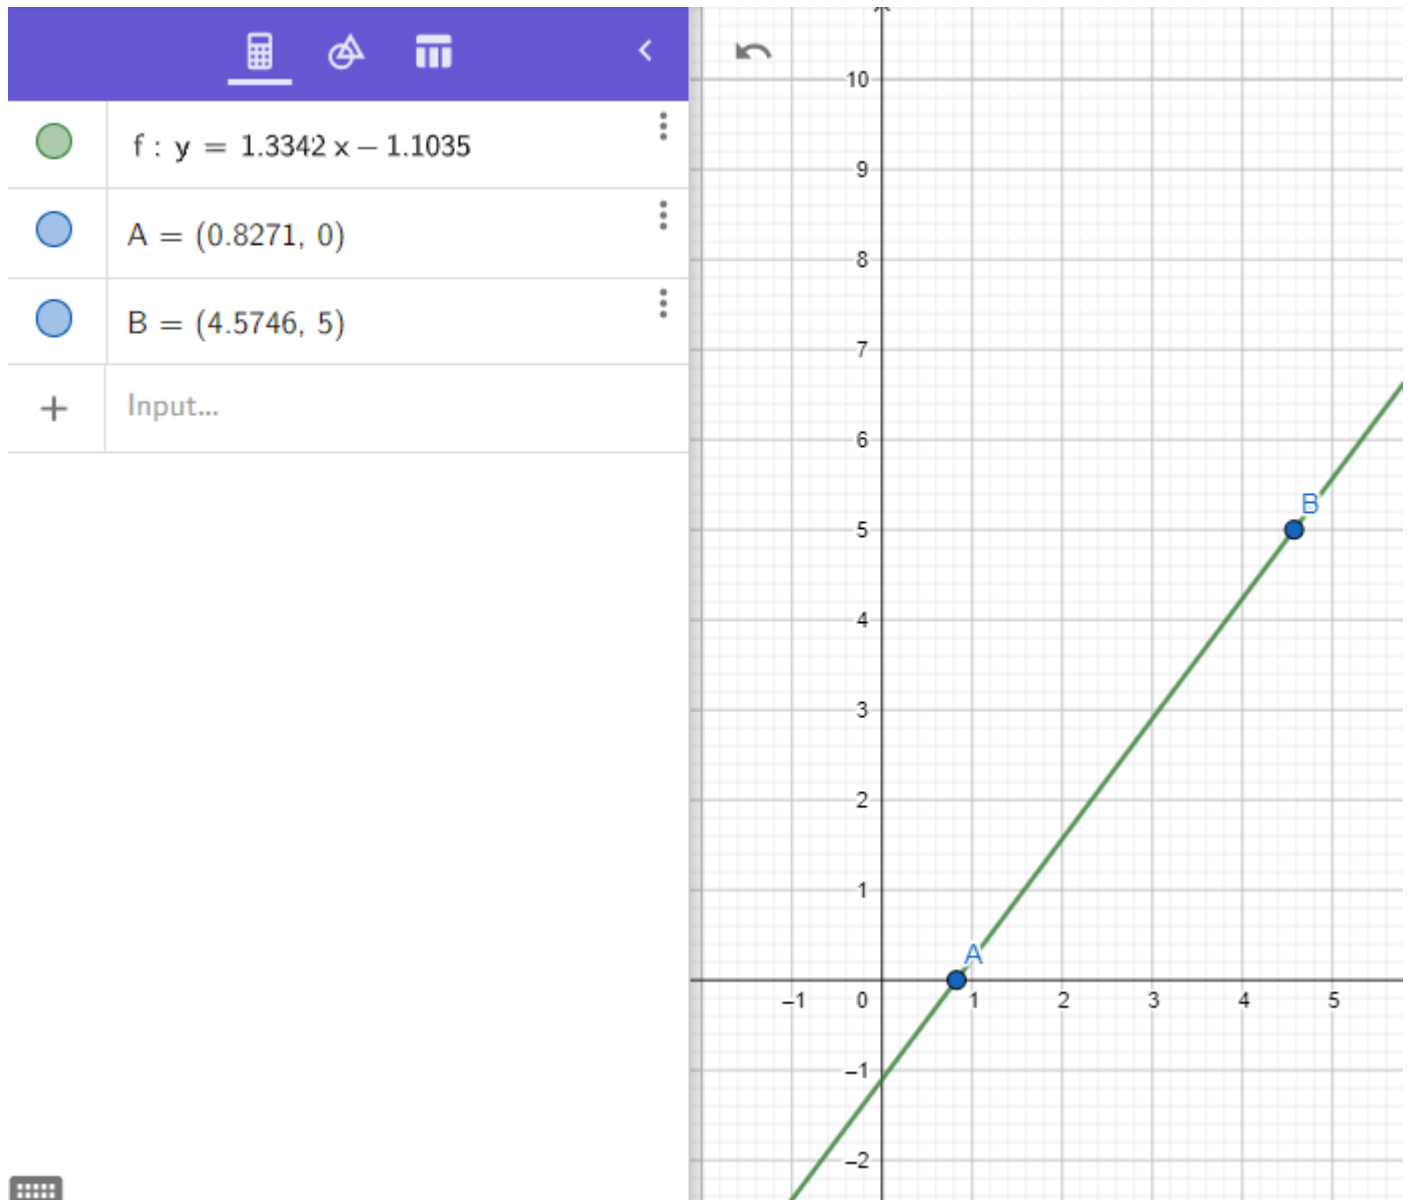 f : y = 1.3342 x – 1.1035
A = (0.8271, 0)
B = (4.5746, 5)
+ Input...
10
9
8
7
6
5
4
3
2
1
–1
–2
–1 0 1 2 3 4 5
B
A